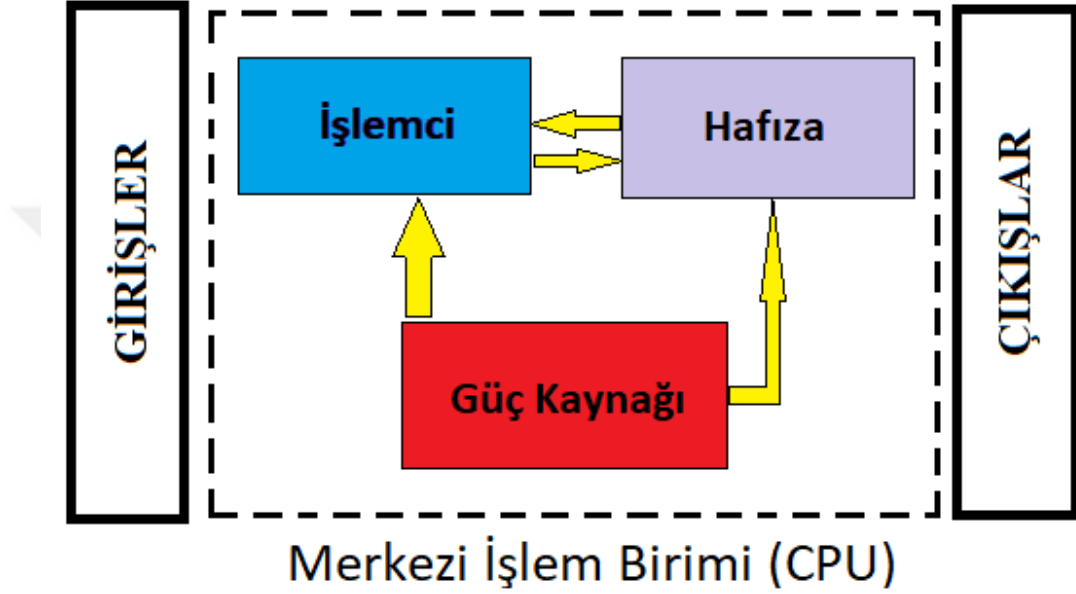 GİRİŞLER
İşlemci
Hafıza
Güç Kaynağı
ÇIKIŞLAR
Merkezi İşlem Birimi (CPU)